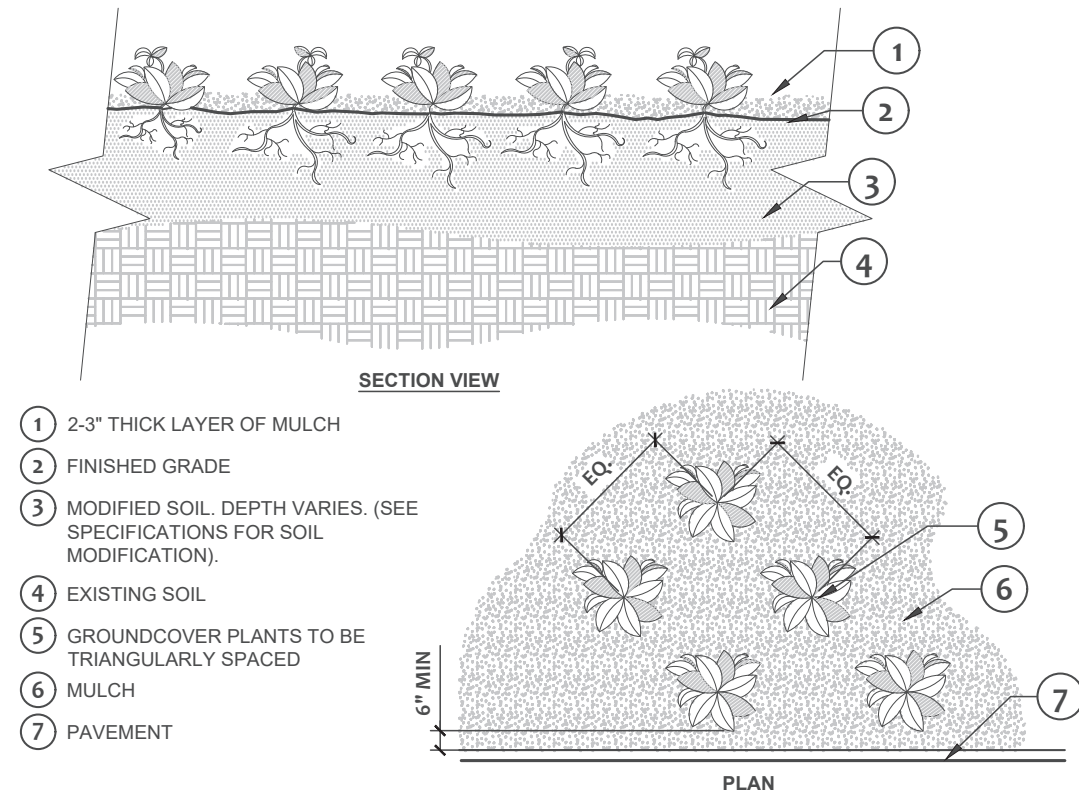 1
2
3
4
SECTION VIEW
1 2-3" THICK LAYER OF MULCH
2 FINISHED GRADE
3 MODIFIED SOIL. DEPTH VARIES. (SEE
SPECIFICATIONS FOR SOIL
MODIFICATION).
4 EXISTING SOIL
5 GROUNDCOVER PLANTS TO BE
TRIANGULARLY SPACED
6 MULCH
7 PAVEMENT
EQ.
EQ.
5
6
6" MIN
7
PLAN